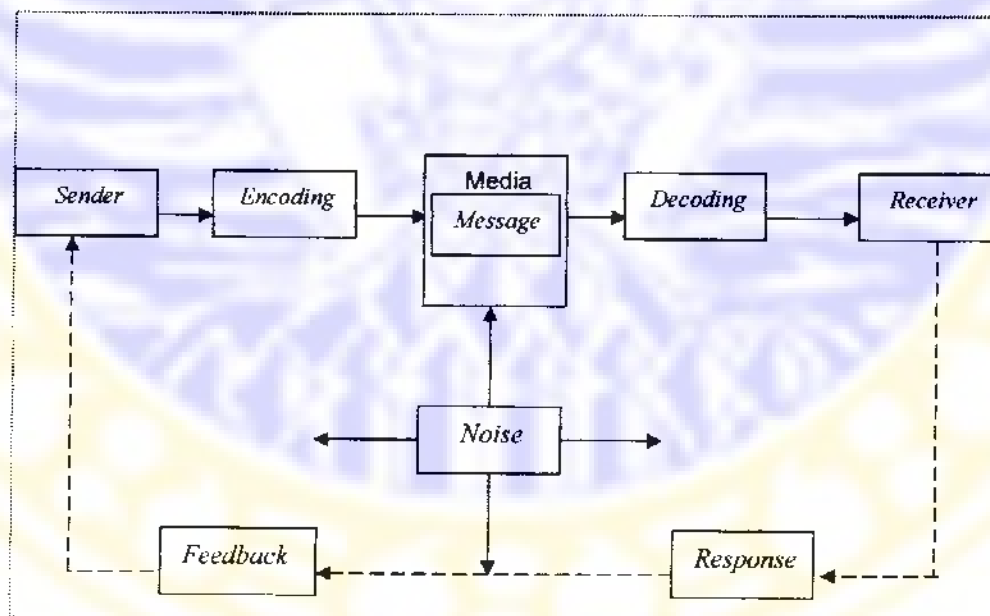 Sender
Encoding
Media
Message
Decoding
Receiver
Noise
Feedback
Response